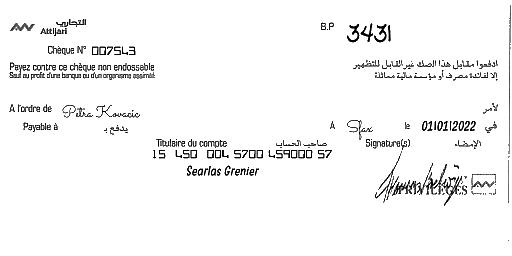 التجاري
Attijari
B.P 3431
Chèque N° 007543
Payez contre ce chèque non endossable
Sauf au profit d'une banque ou d'un organisme assimilé
ادفعوا مقابل هذا الصك غير القابل للتظهير
إلا لفائدة مصرف أو مؤسسة مالية مماثلة
A l'ordre de Petra Kovacic
لأمر
Payable à
يدفع بـ
A Sfax le 01/01/2022 في
Titulaire du compte صاحب الحساب
Signature(s) الإمضاء
15 450 004 5700 459000 57
Searlas Grenier
PRIVILÈGES